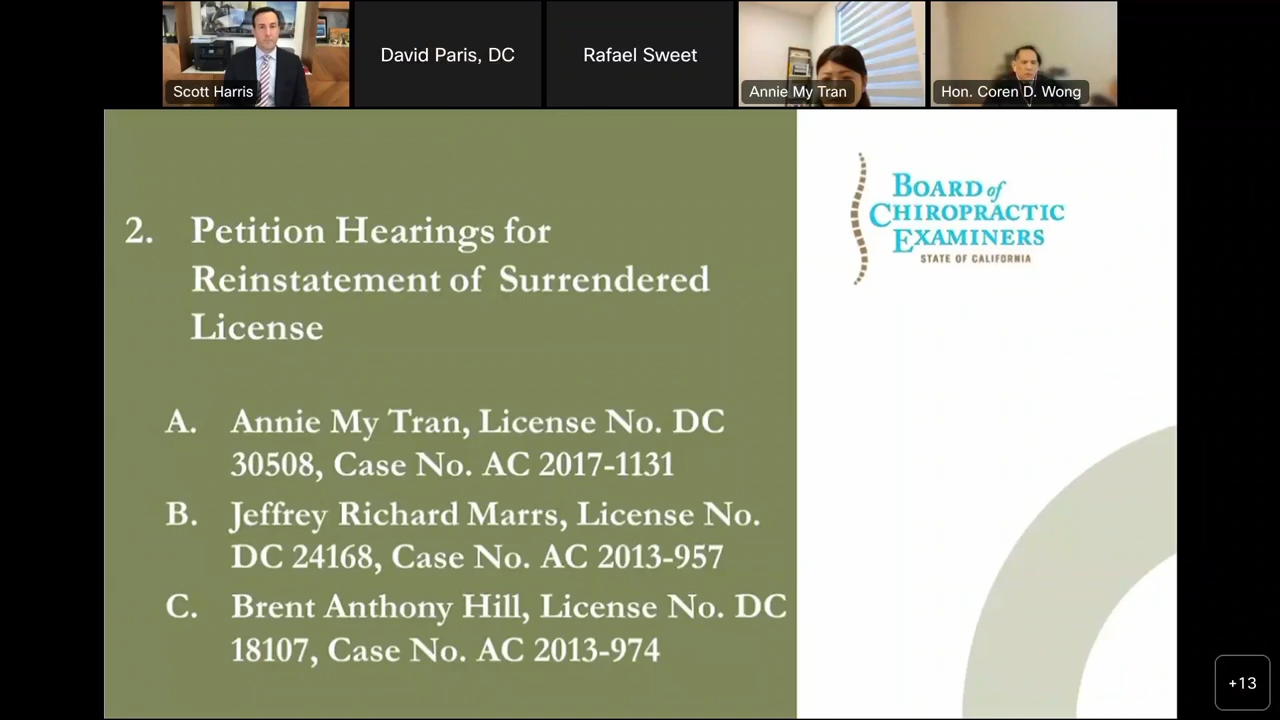 Scott Harris
David Paris, DC
Rafael Sweet
Annie My Tran
Hon. Coren D. Wong
2. Petition Hearings for
Reinstatement of Surrendered
License
A. Annie My Tran, License No. DC
30508, Case No. AC 2017-1131
B. Jeffrey Richard Marrs, License No.
DC 24168, Case No. AC 2013-957
C. Brent Anthony Hill, License No. DC
18107, Case No. AC 2013-974
BOARD of
CHIROPRACTIC
EXAMINERS
STATE OF CALIFORNIA
+13